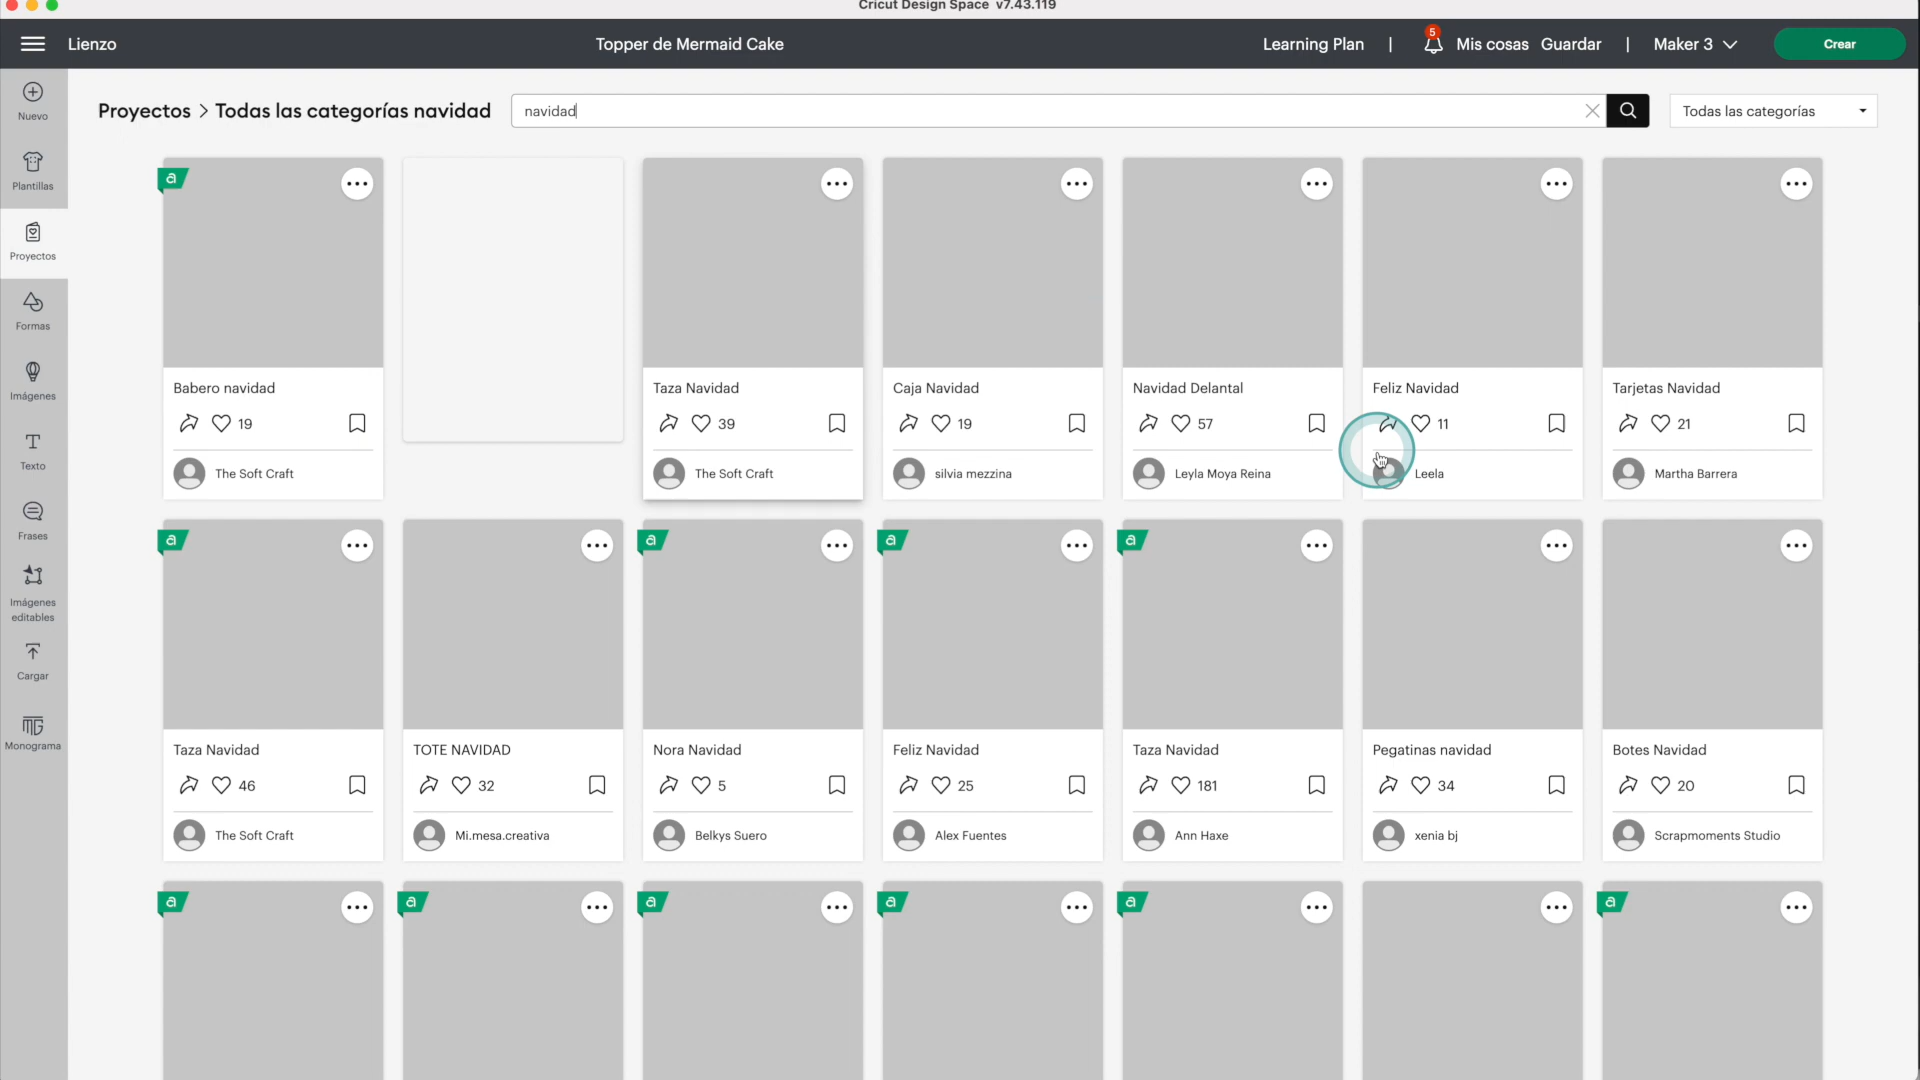 Cricut Design Space v7.43.119
Lienzo
Topper de Mermaid Cake
Learning Plan | 5 Mis cosas Guardar | Maker 3 Crear
Nuevo
Plantillas
Proyectos
Formas
Imágenes
Texto
Frases
Imágenes
editables
Cargar
MG
Monograma
Proyectos > Todas las categorías navidad
navidad
Todas las categorías
a
Babero navidad
19
The Soft Craft
Taza Navidad
39
The Soft Craft
Caja Navidad
19
silvia mezzina
Navidad Delantal
57
Leyla Moya Reina
Feliz Navidad
11
Leela
Tarjetas Navidad
21
Martha Barrera
a
Taza Navidad
46
The Soft Craft
TOTE NAVIDAD
32
Mi.mesa.creativa
a
Nora Navidad
5
Belkys Suero
a
Feliz Navidad
25
Alex Fuentes
a
Taza Navidad
181
Ann Haxe
Pegatinas navidad
34
xenia bj
Botes Navidad
20
Scrapmoments Studio
a
a
a
a
a
a